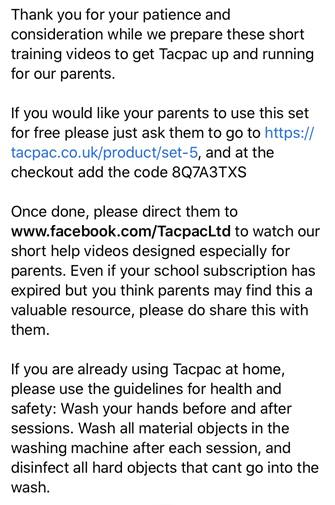 Thank you for your patience and
consideration while we prepare these short
training videos to get Tacpac up and running
for our parents.
If you would like your parents to use this set
for free please just ask them to go to https://
tacpac.co.uk/product/set-5, and at the
checkout add the code 8Q7A3TXS
Once done, please direct them to
www.facebook.com/TacpacLtd to watch our
short help videos designed especially for
parents. Even if your school subscription has
expired but you think parents may find this a
valuable resource, please do share this with
them.
If you are already using Tacpac at home,
please use the guidelines for health and
safety: Wash your hands before and after
sessions. Wash all material objects in the
washing machine after each session, and
disinfect all hard objects that cant go into the
wash.